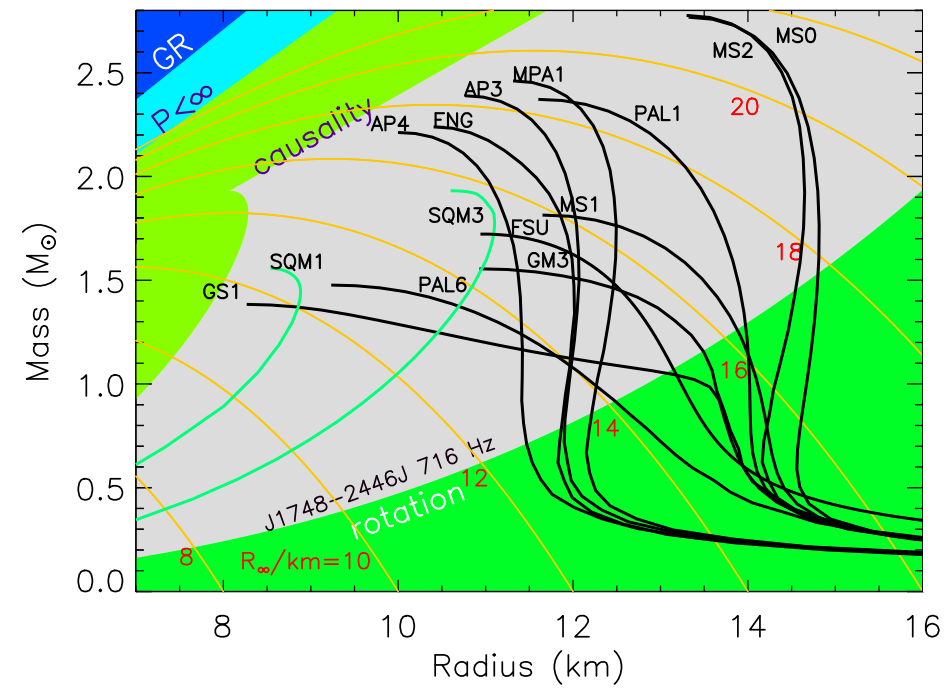 GR
P<∞
causality
MS0
MS2
MPA1
AP3
PAL1
20
AP4
ENG
MS1
SQM3
FSU
18
GM3
SQM1
PAL6
GS1
16
14
J1748--2446J 716 Hz
12
rotation
8
R∞/km=10
2.5
2.0
1.5
1.0
0.5
0.0
Mass (M☉)
8 10 12 14 16
Radius (km)